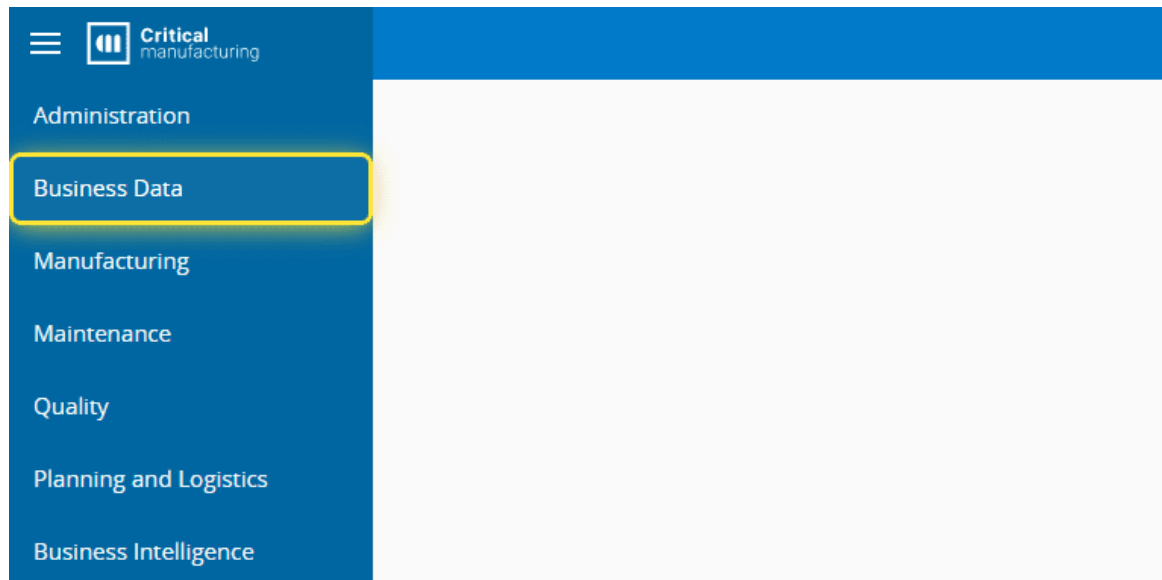 Critical
manufacturing
Administration
Business Data
Manufacturing
Maintenance
Quality
Planning and Logistics
Business Intelligence